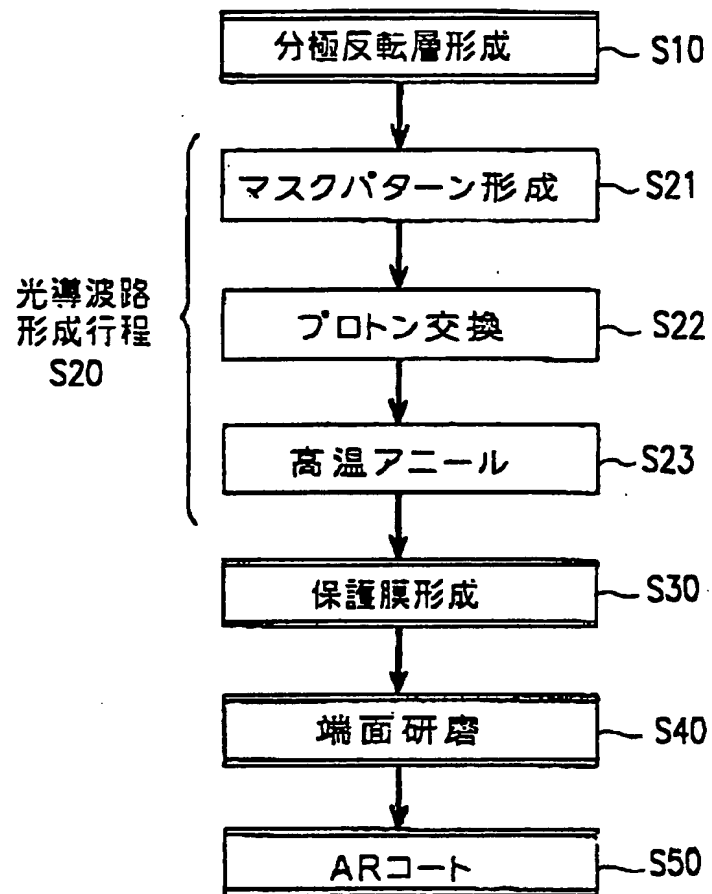 分極反転層形成 S10
マスクパターン形成 S21
光導波路
形成行程
S20
プロトン交換 S22
高温アニール S23
保護膜形成 S30
端面研磨 S40
ARコート S50